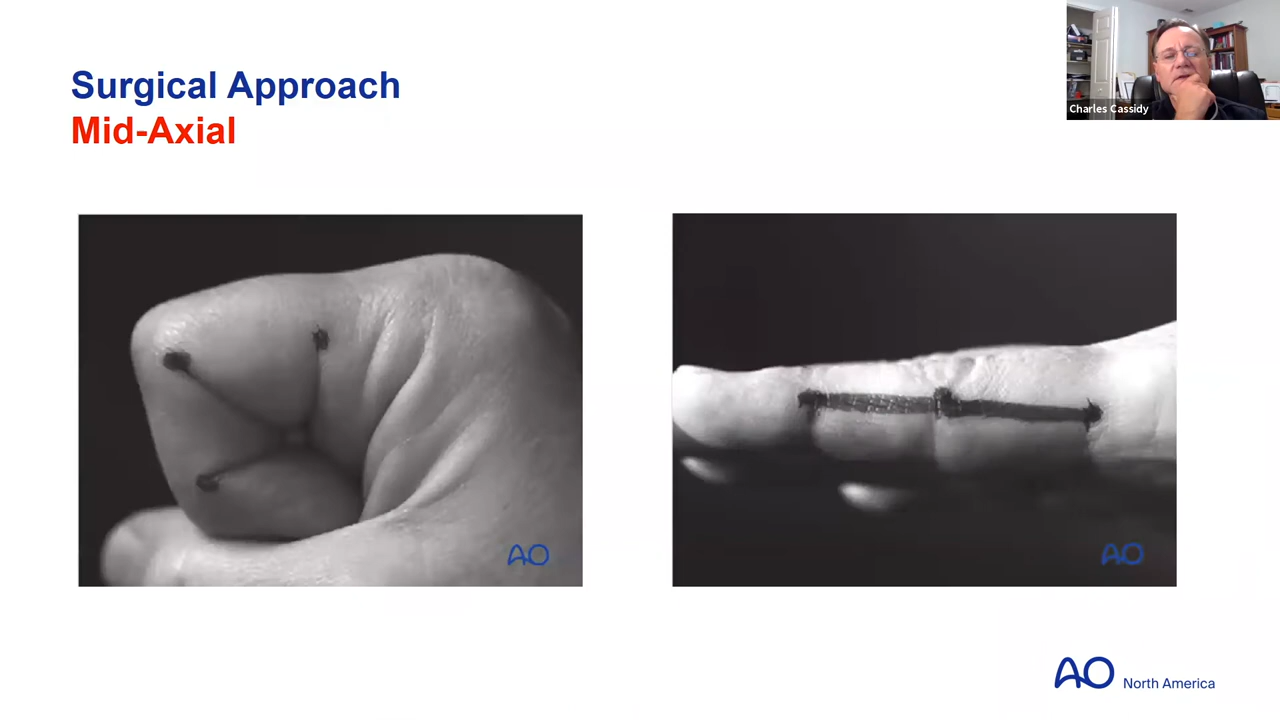 Surgical Approach
Mid-Axial
Charles Cassidy
AO
AO
AO North America